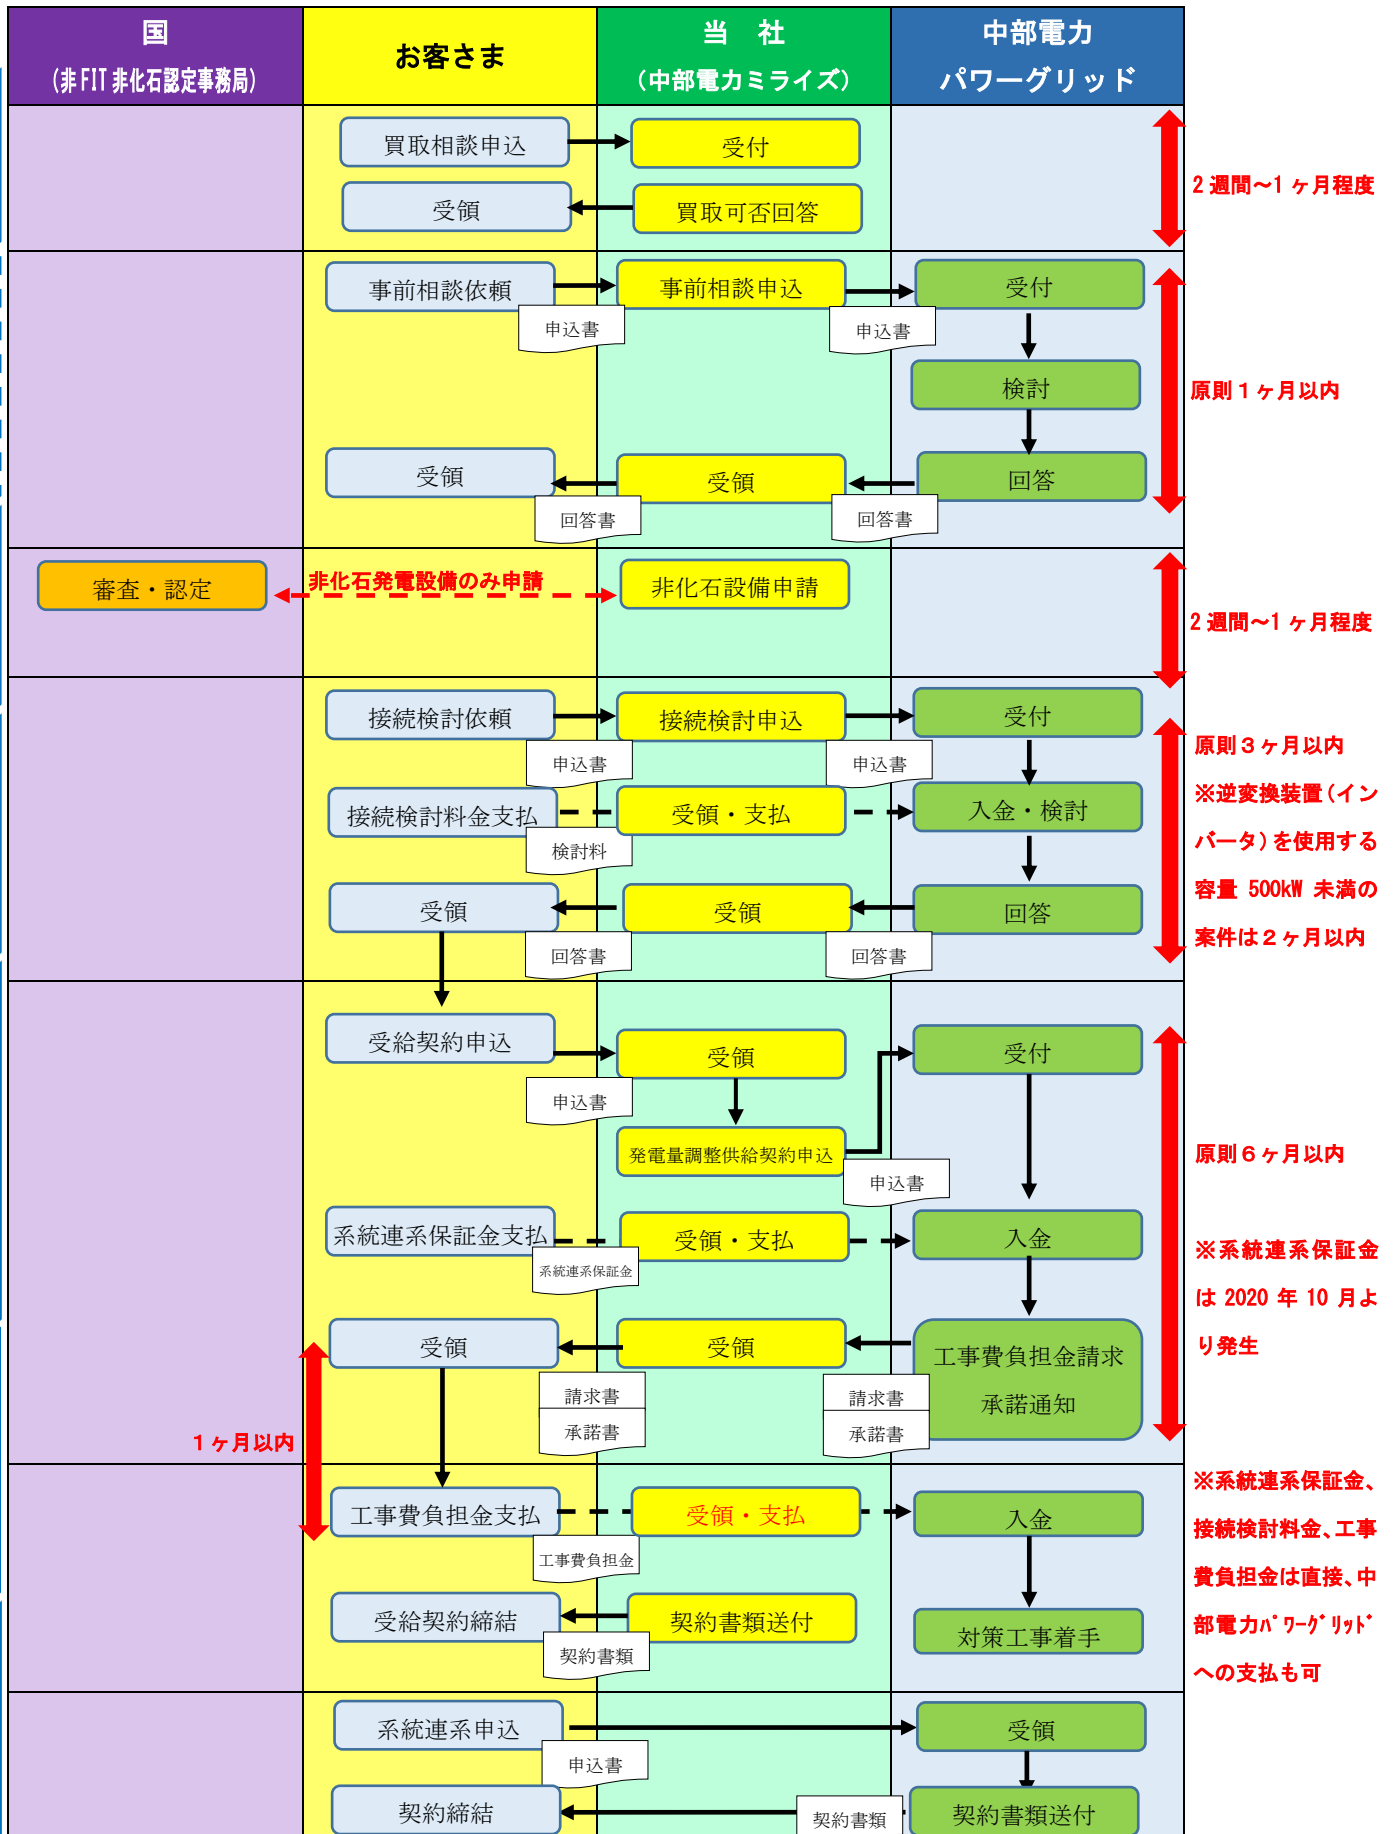 国
(非FIT非化石認定事務局)
お客さま
当 社
(中部電力ミライズ)
中部電力
パワーグリッド
買取相談申込
受付
受領
買取可否回答
2週間～1ヶ月程度
事前相談依頼
事前相談申込
受付
申込書
申込書
検討
原則1ヶ月以内
受領
受領
回答
回答書
回答書
審査・認定
非化石発電設備のみ申請
非化石設備申請
2週間～1ヶ月程度
接続検討依頼
接続検討申込
受付
申込書
申込書
接続検討料金支払
受領・支払
入金・検討
検討料
受領
受領
回答
回答書
回答書
原則３ヶ月以内
※逆変換装置(イン
バータ)を使用する
容量 500kW 未満の
案件は２ヶ月以内
受給契約申込
受領
受付
申込書
発電量調整供給契約申込
申込書
原則６ヶ月以内
系統連系保証金支払
受領・支払
入金
系統連系保証金
※系統連系保証金
は 2020 年 10 月よ
り発生
受領
受領
工事費負担金請求
承諾通知
請求書
承諾書
請求書
承諾書
１ヶ月以内
工事費負担金支払
受領・支払
入金
工事費負担金
受給契約締結
契約書類送付
対策工事着手
契約書類
※系統連系保証金、
接続検討料金、工事
費負担金は直接、中
部電力ﾊﾟﾜｰｸﾞﾘｯﾄﾞ
への支払も可
系統連系申込
受領
申込書
契約締結
契約書類
契約書類送付